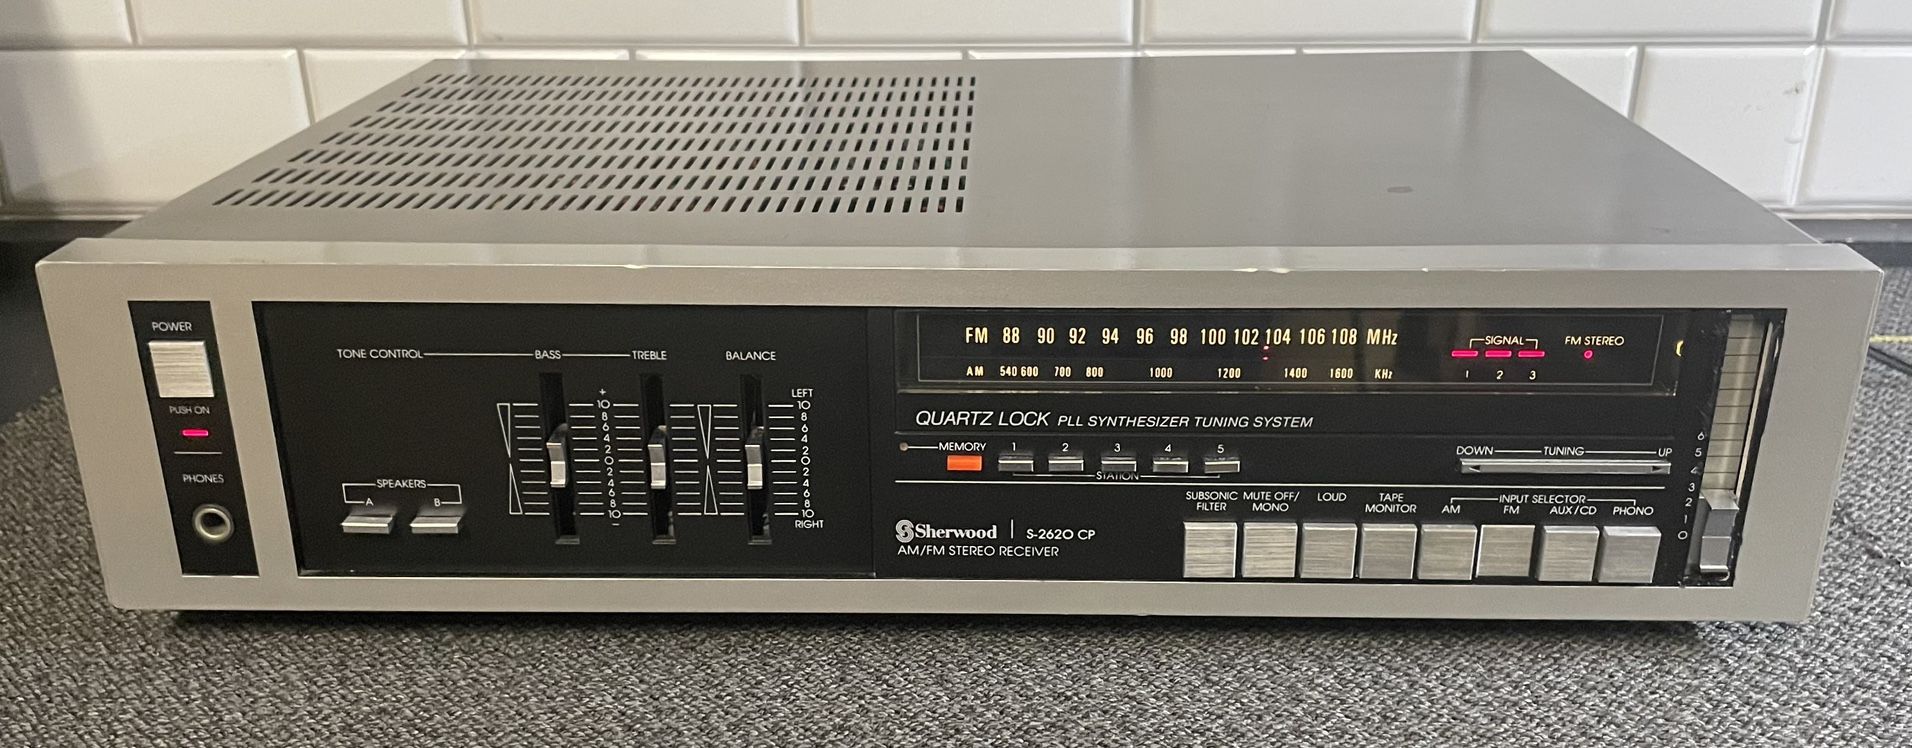 POWER
PUSH ON
PHONES
TONE CONTROL BASS TREBLE BALANCE
SPEAKERS
A B
+
10
8
6
4
2
0
2
4
6
8
10
–
LEFT
10
8
6
4
2
0
2
4
6
8
10
RIGHT
FM 88 90 92 94 96 98 100 102 104 106 108 MHz
AM 540 600 700 800 1000 1200 1400 1600 KHz
SIGNAL
1 2 3
FM STEREO
QUARTZ LOCK PLL SYNTHESIZER TUNING SYSTEM
MEMORY 1 2 3 4 5
STATION
DOWN TUNING UP
SUBSONIC FILTER
MUTE OFF/ MONO
LOUD
TAPE MONITOR
INPUT SELECTOR
AM FM AUX/CD PHONO
Sherwood S-2620 CP
AM/FM STEREO RECEIVER
6
5
4
3
2
1
0